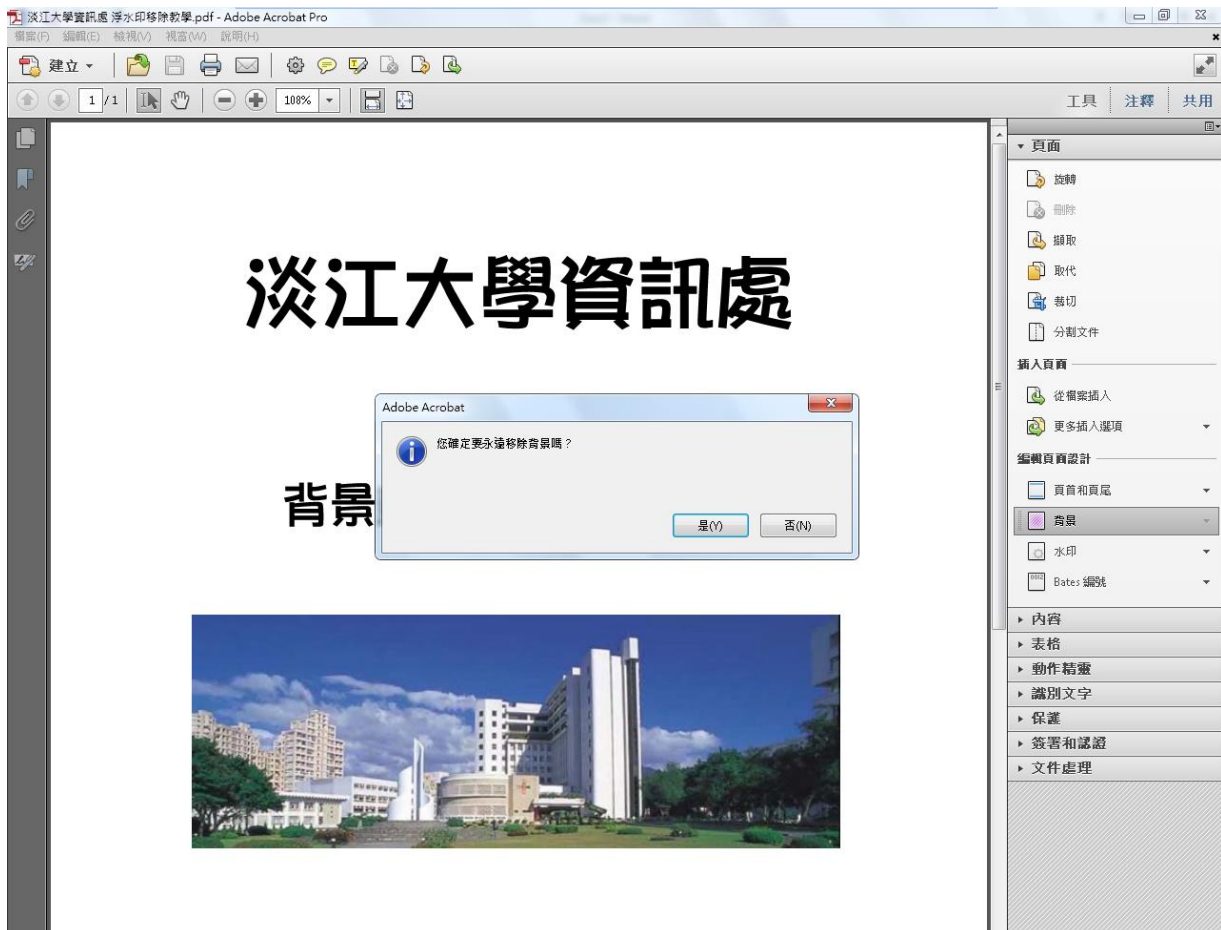 淡江大學資訊處 浮水印移除教學.pdf - Adobe Acrobat Pro
檔案(F) 編輯(E) 檢視(V) 視窗(W) 說明(H)
建立
1 / 1 108% 工具 注釋 共用
頁面
旋轉
刪除
擷取
取代
裁切
分割文件
插入頁面
從檔案插入
更多插入選項
編輯頁面設計
頁首和頁尾
背景
水印
Bates 編號
內容
表格
動作精靈
識別文字
保護
簽署和認證
文件處理
淡江大學資訊處
背景
Adobe Acrobat
您確定要永遠移除背景嗎？
是(Y) 否(N)